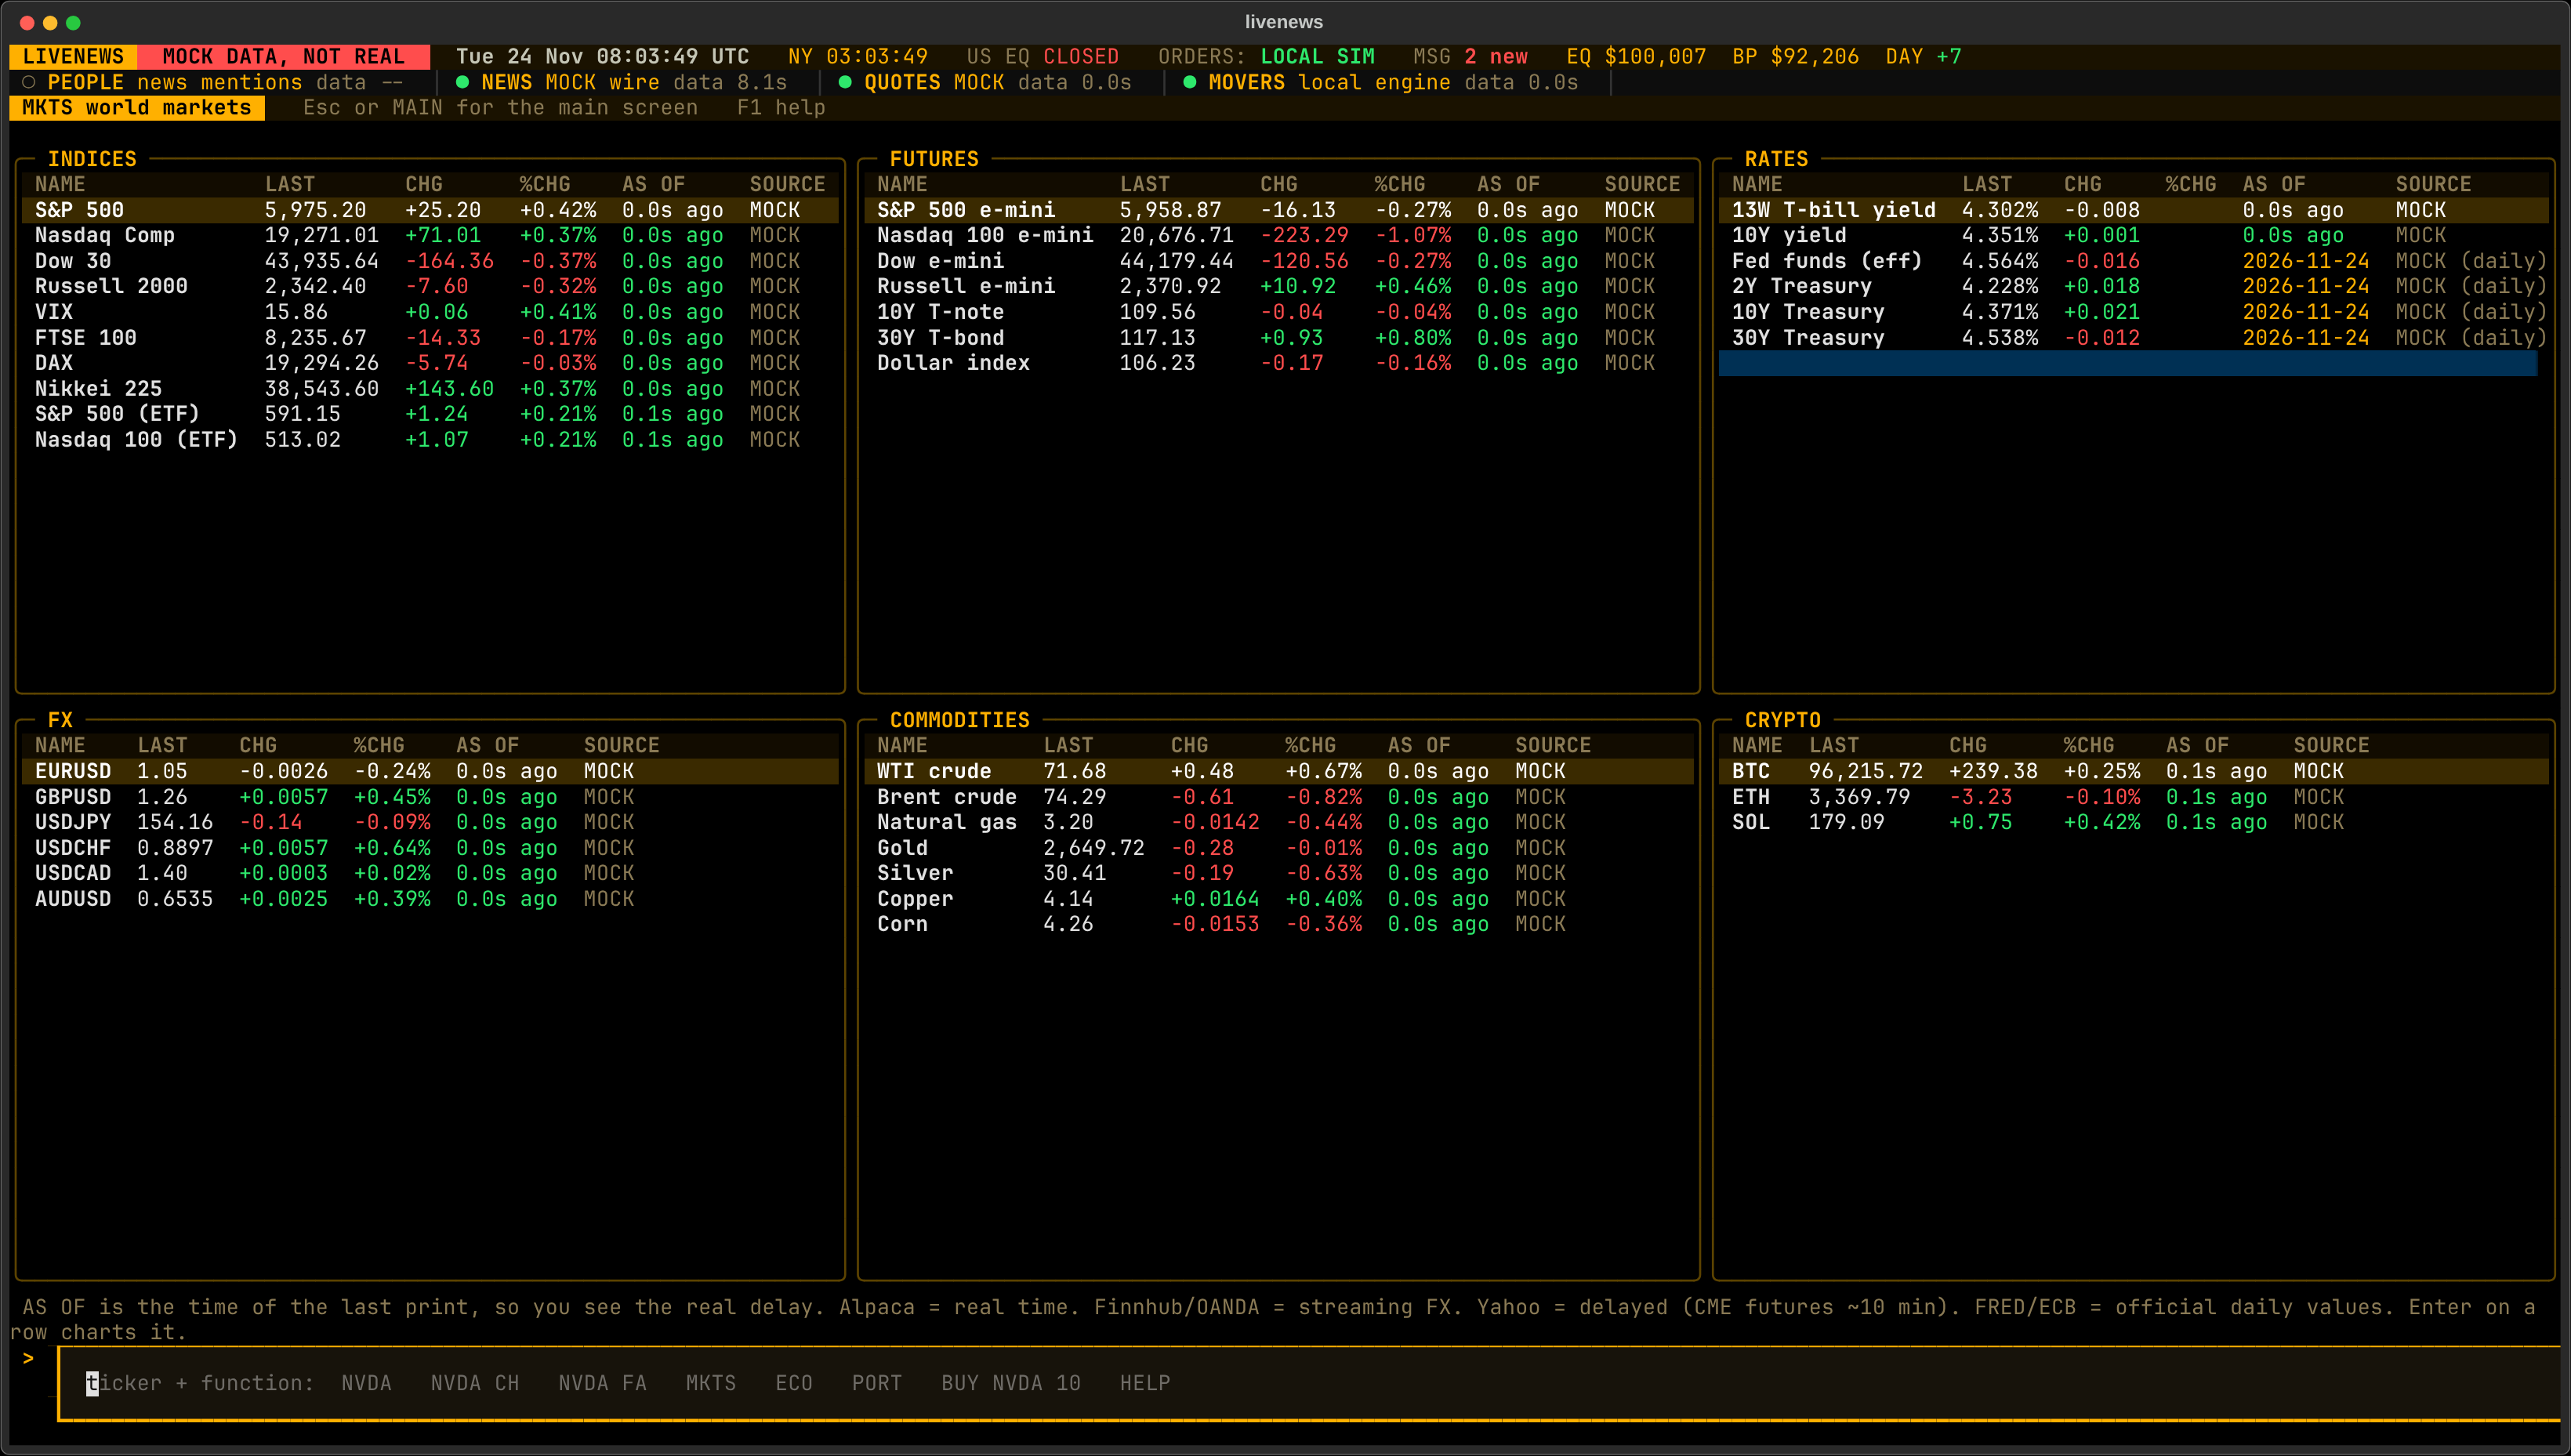 livenews
LIVENEWS MOCK DATA, NOT REAL Tue 24 Nov 08:03:49 UTC NY 03:03:49 US EQ CLOSED ORDERS: LOCAL SIM MSG 2 new EQ $100,007 BP $92,206 DAY +7
PEOPLE news mentions data -- NEWS MOCK wire data 8.1s QUOTES MOCK data 0.0s MOVERS local engine data 0.0s
MKTS world markets Esc or MAIN for the main screen F1 help
INDICES
NAME LAST CHG %CHG AS OF SOURCE
S&P 500 5,975.20 +25.20 +0.42% 0.0s ago MOCK
Nasdaq Comp 19,271.01 +71.01 +0.37% 0.0s ago MOCK
Dow 30 43,935.64 -164.36 -0.37% 0.0s ago MOCK
Russell 2000 2,342.40 -7.60 -0.32% 0.0s ago MOCK
VIX 15.86 +0.06 +0.41% 0.0s ago MOCK
FTSE 100 8,235.67 -14.33 -0.17% 0.0s ago MOCK
DAX 19,294.26 -5.74 -0.03% 0.0s ago MOCK
Nikkei 225 38,543.60 +143.60 +0.37% 0.0s ago MOCK
S&P 500 (ETF) 591.15 +1.24 +0.21% 0.1s ago MOCK
Nasdaq 100 (ETF) 513.02 +1.07 +0.21% 0.1s ago MOCK
FUTURES
NAME LAST CHG %CHG AS OF SOURCE
S&P 500 e-mini 5,958.87 -16.13 -0.27% 0.0s ago MOCK
Nasdaq 100 e-mini 20,676.71 -223.29 -1.07% 0.0s ago MOCK
Dow e-mini 44,179.44 -120.56 -0.27% 0.0s ago MOCK
Russell e-mini 2,370.92 +10.92 +0.46% 0.0s ago MOCK
10Y T-note 109.56 -0.04 -0.04% 0.0s ago MOCK
30Y T-bond 117.13 +0.93 +0.80% 0.0s ago MOCK
Dollar index 106.23 -0.17 -0.16% 0.0s ago MOCK
RATES
NAME LAST CHG %CHG AS OF SOURCE
13W T-bill yield 4.302% -0.008 0.0s ago MOCK
10Y yield 4.351% +0.001 0.0s ago MOCK
Fed funds (eff) 4.564% -0.016 2026-11-24 MOCK (daily)
2Y Treasury 4.228% +0.018 2026-11-24 MOCK (daily)
10Y Treasury 4.371% +0.021 2026-11-24 MOCK (daily)
30Y Treasury 4.538% -0.012 2026-11-24 MOCK (daily)
FX
NAME LAST CHG %CHG AS OF SOURCE
EURUSD 1.05 -0.0026 -0.24% 0.0s ago MOCK
GBPUSD 1.26 +0.0057 +0.45% 0.0s ago MOCK
USDJPY 154.16 -0.14 -0.09% 0.0s ago MOCK
USDCHF 0.8897 +0.0057 +0.64% 0.0s ago MOCK
USDCAD 1.40 +0.0003 +0.02% 0.0s ago MOCK
AUDUSD 0.6535 +0.0025 +0.39% 0.0s ago MOCK
COMMODITIES
NAME LAST CHG %CHG AS OF SOURCE
WTI crude 71.68 +0.48 +0.67% 0.0s ago MOCK
Brent crude 74.29 -0.61 -0.82% 0.0s ago MOCK
Natural gas 3.20 -0.0142 -0.44% 0.0s ago MOCK
Gold 2,649.72 -0.28 -0.01% 0.0s ago MOCK
Silver 30.41 -0.19 -0.63% 0.0s ago MOCK
Copper 4.14 +0.0164 +0.40% 0.0s ago MOCK
Corn 4.26 -0.0153 -0.36% 0.0s ago MOCK
CRYPTO
NAME LAST CHG %CHG AS OF SOURCE
BTC 96,215.72 +239.38 +0.25% 0.1s ago MOCK
ETH 3,369.79 -3.23 -0.10% 0.1s ago MOCK
SOL 179.09 +0.75 +0.42% 0.1s ago MOCK
AS OF is the time of the last print, so you see the real delay. Alpaca = real time. Finnhub/OANDA = streaming FX. Yahoo = delayed (CME futures ~10 min). FRED/ECB = official daily values. Enter on a
row charts it.
>
ticker + function: NVDA NVDA CH NVDA FA MKTS ECO PORT BUY NVDA 10 HELP